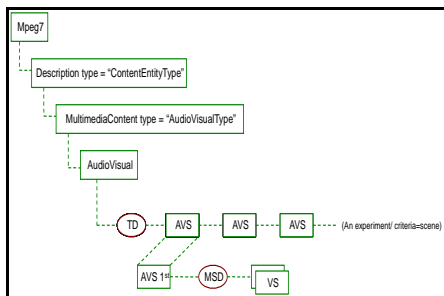 Mpeg7
Description type = “ContentEntityType”
MultimediaContent type = “AudioVisualType”
AudioVisual
TD AVS AVS AVS (An experiment/ criteria=scene)
AVS 1st MSD VS